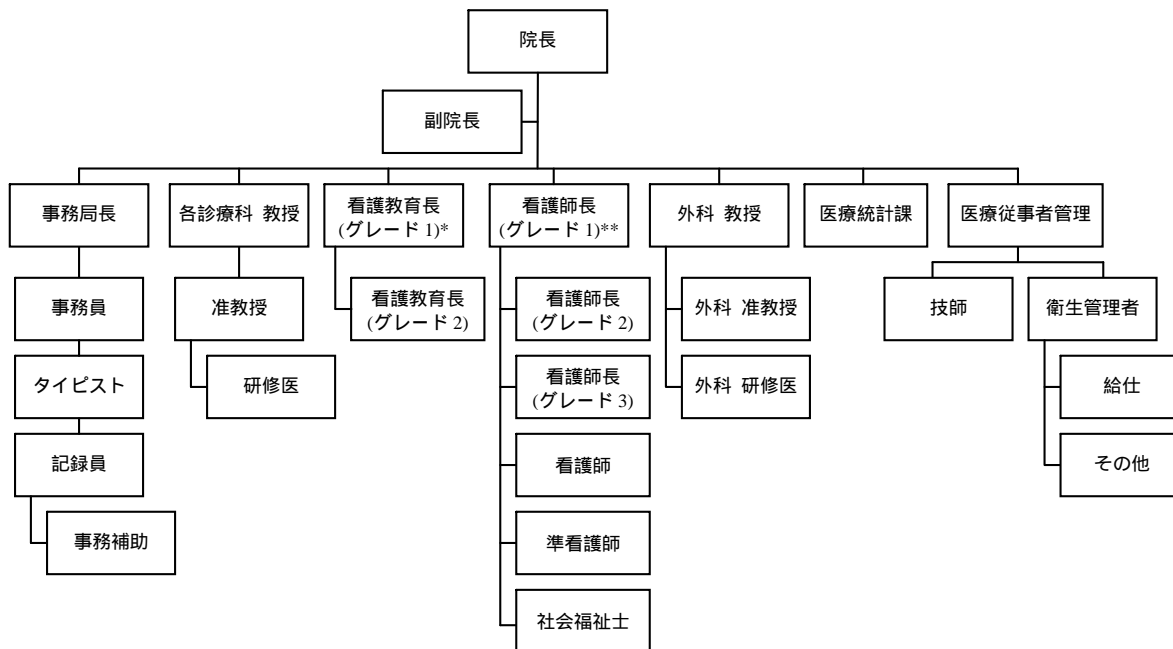 院長
副院長
事務局長
各診療科 教授
看護教育長
(グレード 1)*
看護師長
(グレード 1)**
外科 教授
医療統計課
医療従事者管理
事務員
准教授
看護教育長
(グレード 2)
看護師長
(グレード 2)
外科 准教授
技師
衛生管理者
タイピスト
研修医
看護師長
(グレード 3)
外科 研修医
給仕
記録員
看護師
その他
事務補助
準看護師
社会福祉士